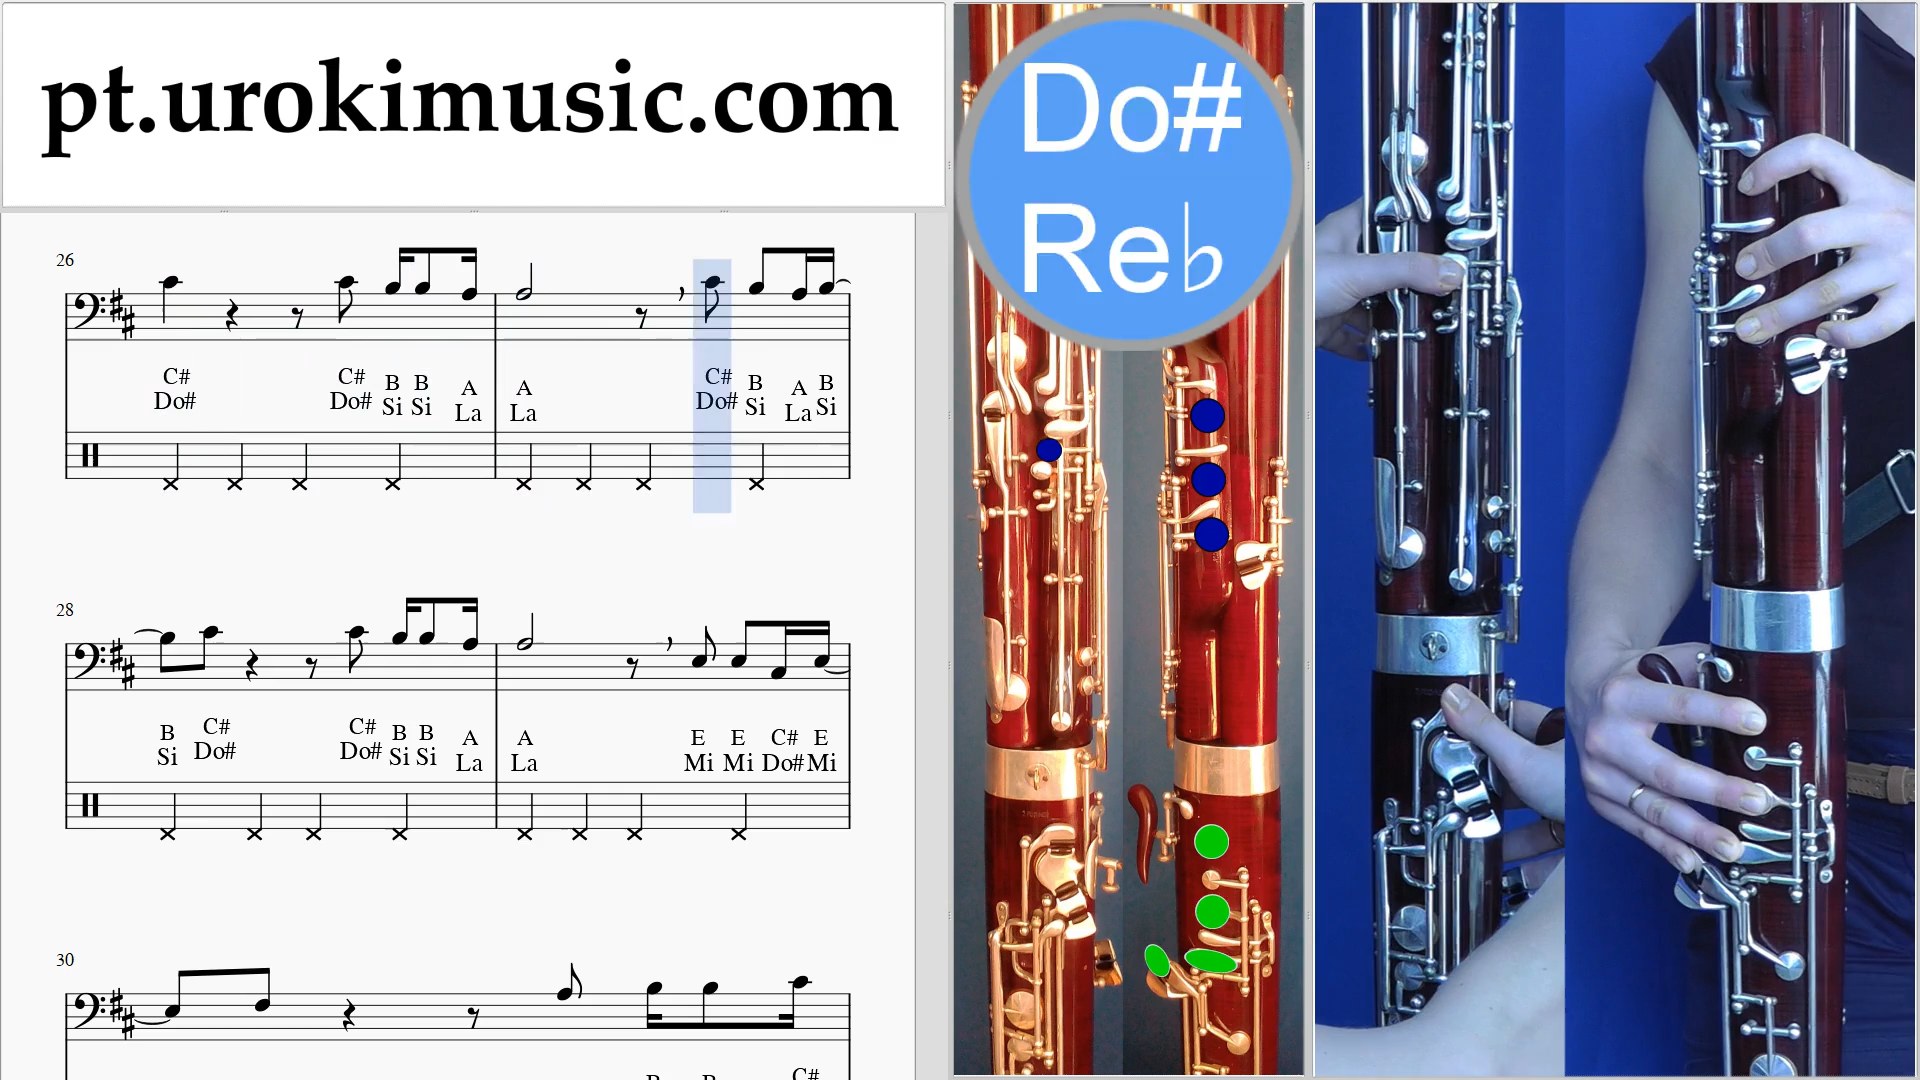 pt.urokimusic.com
Do#
Re♭
26
C# C# B B A A C# B A B
Do# Do# Si Si La La Do# Si La Si
28
B C# C# B B A A E E C# E
Si Do# Do# Si Si La La Mi Mi Do# Mi
30
C#